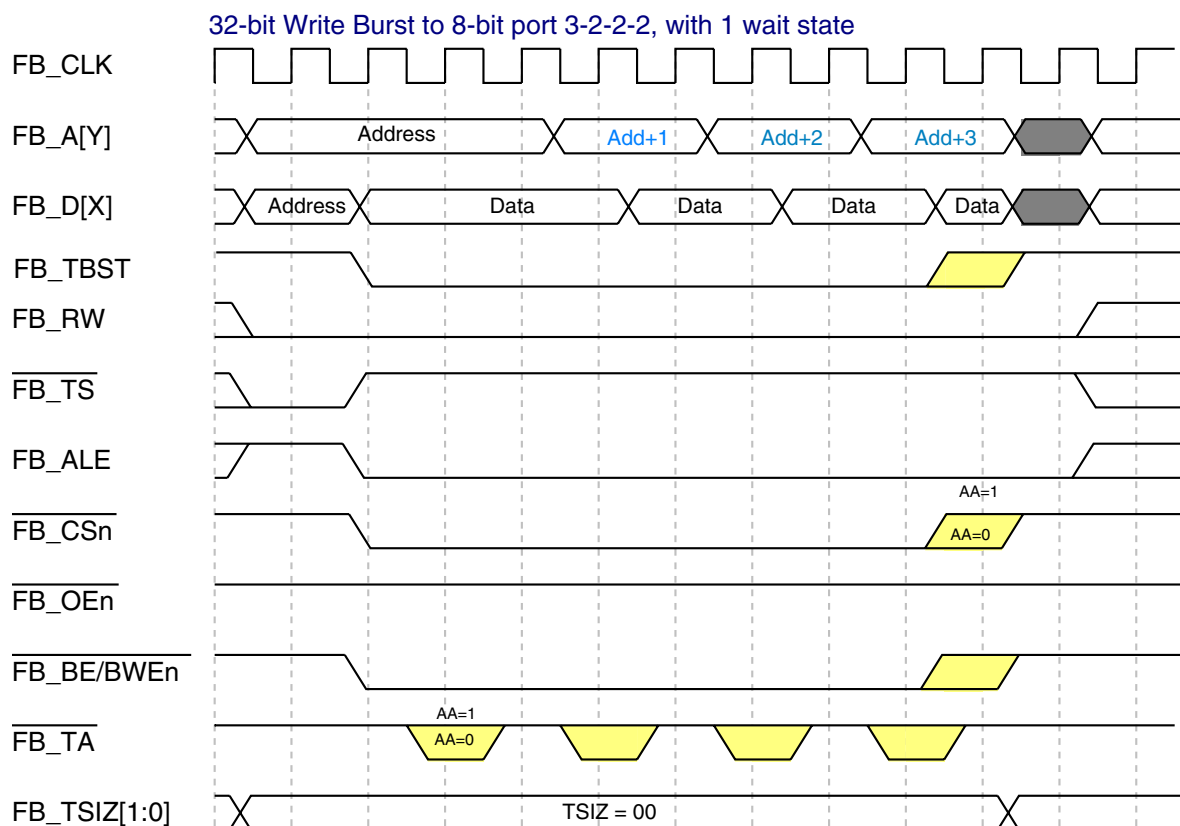 32-bit Write Burst to 8-bit port 3-2-2-2, with 1 wait state
FB_CLK
FB_A[Y] Address Add+1 Add+2 Add+3
FB_D[X] Address Data Data Data Data
FB_TBST
FB_RW
FB_TS
FB_ALE
AA=1
FB_CSn AA=0
FB_OEn
FB_BE/BWEn
AA=1
FB_TA AA=0
FB_TSIZ[1:0] TSIZ = 00